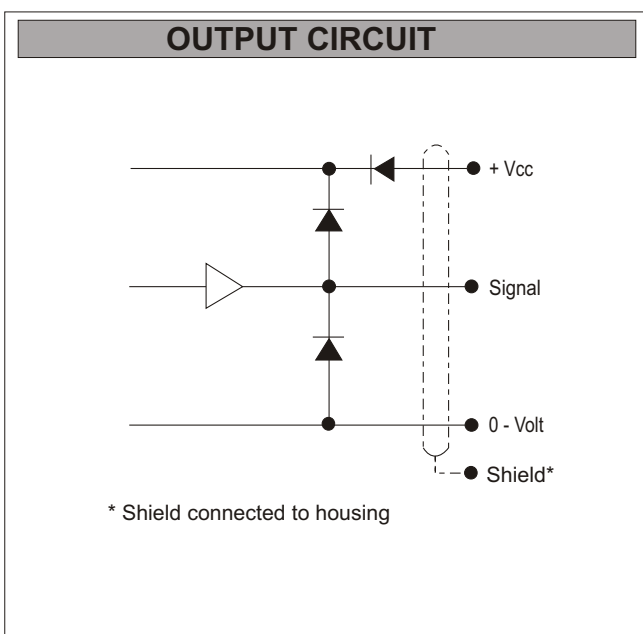 OUTPUT CIRCUIT
+ Vcc
Signal
0 - Volt
Shield*
* Shield connected to housing